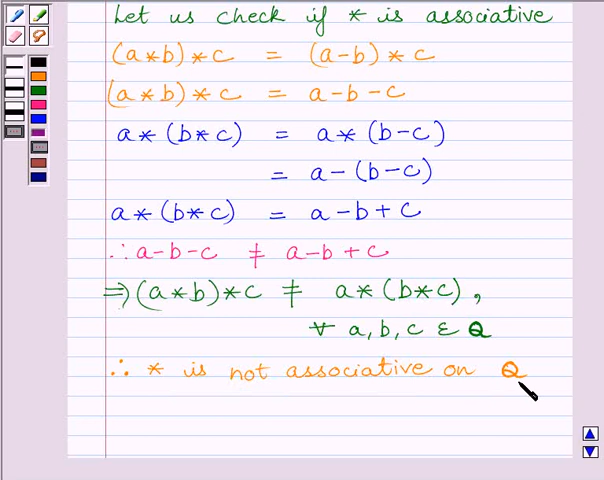 Let us check if * is associative
(a*b)*c = (a-b)*c
(a*b)*c = a-b-c
a*(b*c) = a*(b-c)
= a-(b-c)
a*(b*c) = a-b+c
∴ a-b-c ≠ a-b+c
⇒ (a*b)*c ≠ a*(b*c),
∀ a, b, c ε Q
∴ * is not associative on Q